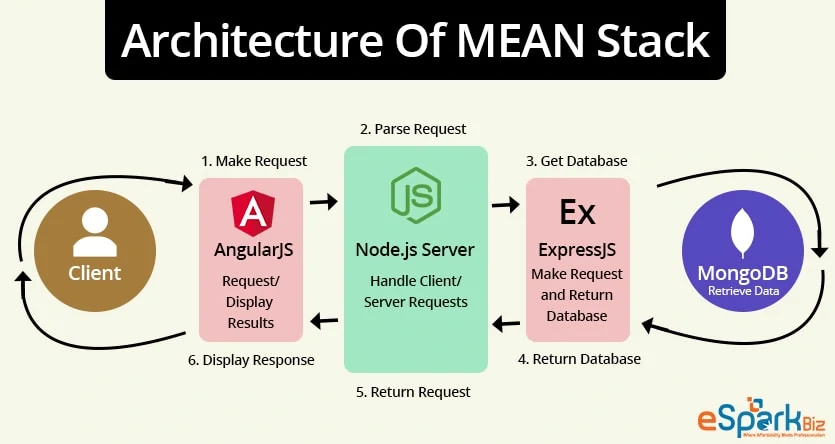 Architecture Of MEAN Stack
2. Parse Request
1. Make Request
3. Get Database
JS
A
Ex
Client
AngularJS
Node.js Server
ExpressJS
MongoDB
Retrieve Data
Request/
Display
Results
Handle Client/
Server Requests
Make Request
and Return
Database
6. Display Response
4. Return Database
5. Return Request
eSparkBiz
Where Affordability Meets Professionalism